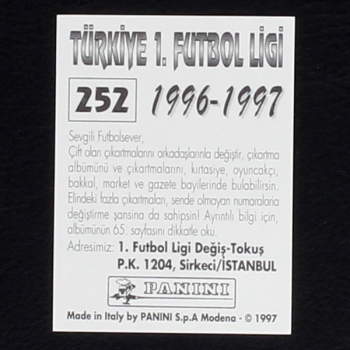 TÜRKİYE 1. FUTBOL LİGİ
252 1996-1997
Sevgili Futbolsever,
Çift olan çıkartmalarını arkadaşlarınla değiştir, çıkartma
albümünü ve çıkartmalarını, kırtasiye, oyuncakçı,
bakkal, market ve gazete bayilerinde bulabilirsin.
Elindeki fazla çıkartmaları, sende olmayan numaralarla
değiştirme şansına da sahipsin! Ayrıntılı bilgi için,
albümünün 65. sayfasını dikkatle oku.
Adresimiz: 1. Futbol Ligi Değiş-Tokuş
P.K. 1204, Sirkeci/İSTANBUL
PANINI
Made in Italy by PANINI S.p.A Modena - © 1997